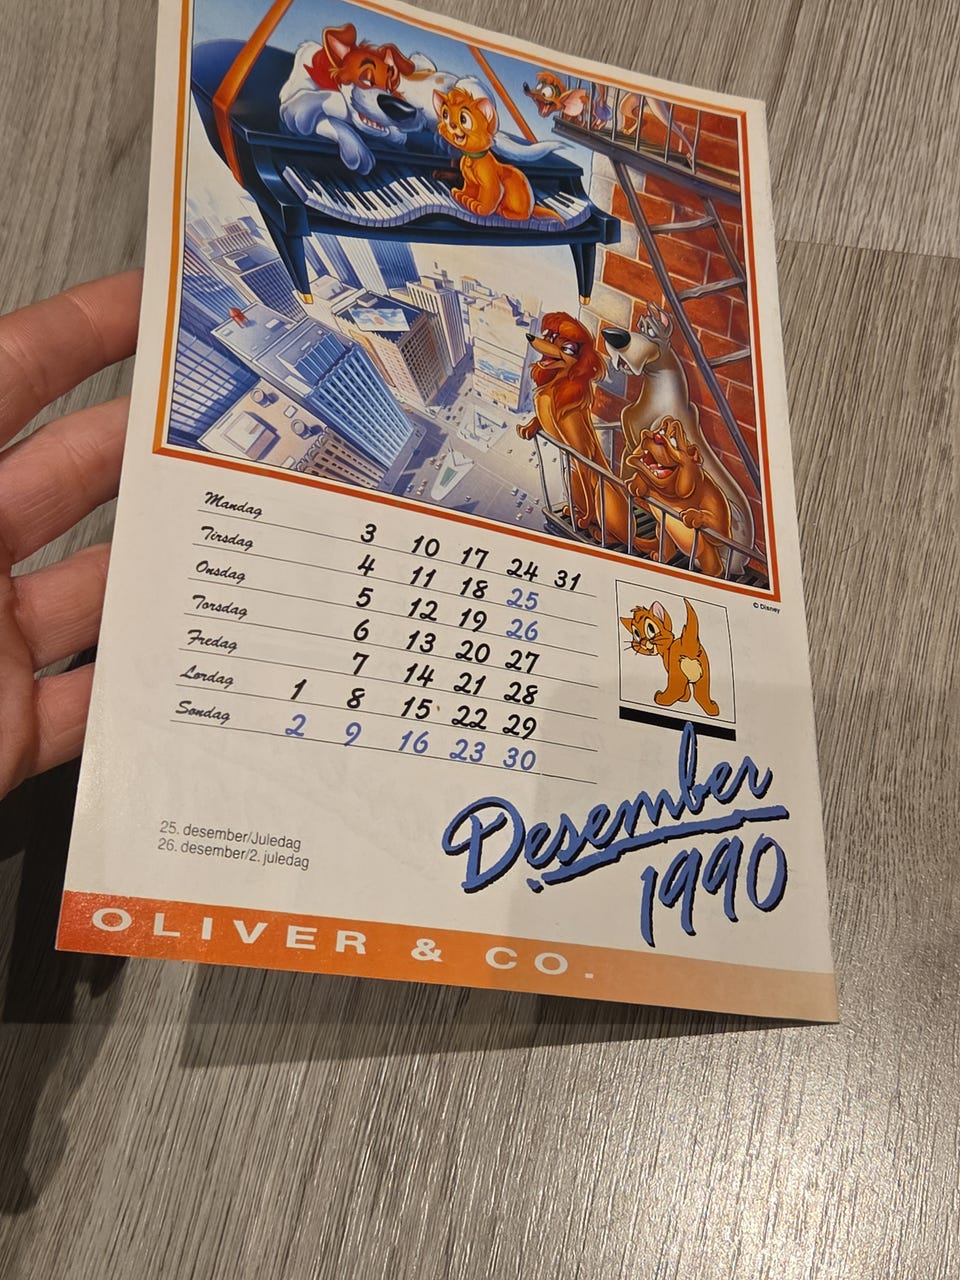 Mandag 3 10 17 24 31
Tirsdag 4 11 18 25
Onsdag 5 12 19 26
Torsdag 6 13 20 27
Fredag 7 14 21 28
Lørdag 1 8 15 22 29
Søndag 2 9 16 23 30
© Disney
Desember
1990
25. desember/Juledag
26. desember/2. juledag
OLIVER & CO.